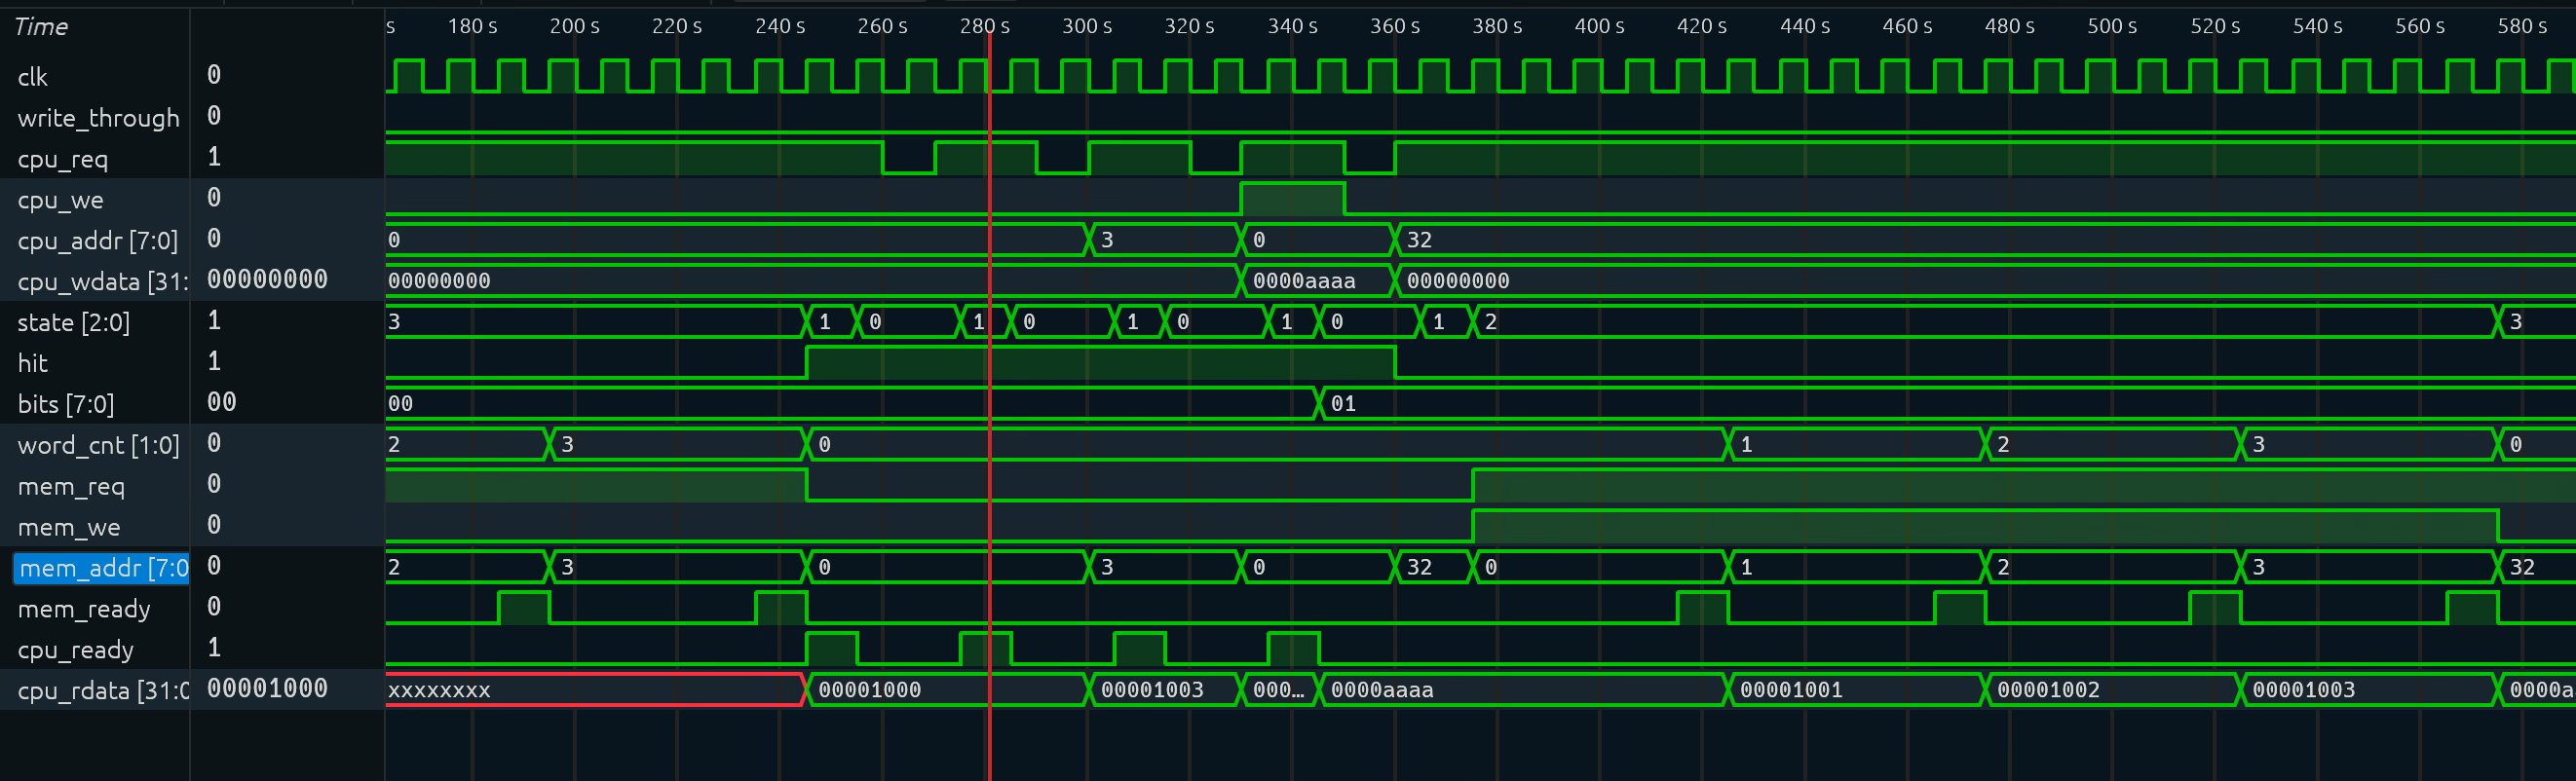 Time s 180 s 200 s 220 s 240 s 260 s 280 s 300 s 320 s 340 s 360 s 380 s 400 s 420 s 440 s 460 s 480 s 500 s 520 s 540 s 560 s 580 s
clk 0
write_through 0
cpu_req 1
cpu_we 0
cpu_addr [7:0] 0 0 3 0 32
cpu_wdata [31: 00000000 00000000 0000aaaa 00000000
state [2:0] 1 3 1 0 1 0 1 0 1 0 1 2 3
hit 1
bits [7:0] 00 00 01
word_cnt [1:0] 0 2 3 0 1 2 3 0
mem_req 0
mem_we 0
mem_addr [7:0 0 2 3 0 3 0 32 0 1 2 3 32
mem_ready 0
cpu_ready 1
cpu_rdata [31:0 00001000 xxxxxxxx 00001000 00001003 000… 0000aaaa 00001001 00001002 00001003 0000a